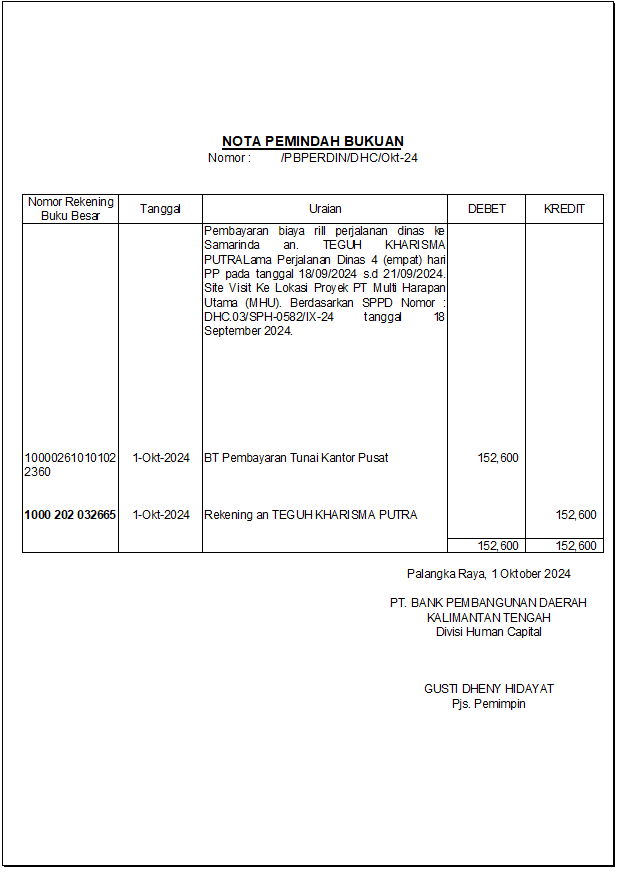 NOTA PEMINDAH BUKUAN
Nomor : /PBPERDIN/DHC/Okt-24
Nomor Rekening Buku Besar Tanggal Uraian DEBET KREDIT
Pembayaran biaya rill perjalanan dinas ke
Samarinda an. TEGUH KHARISMA
PUTRALama Perjalanan Dinas 4 (empat) hari
PP pada tanggal 18/09/2024 s.d 21/09/2024.
Site Visit Ke Lokasi Proyek PT Multi Harapan
Utama (MHU). Berdasarkan SPPD Nomor :
DHC.03/SPH-0582/IX-24 tanggal 18
September 2024.
10000261010102 1-Okt-2024 BT Pembayaran Tunai Kantor Pusat 152,600
2360
1000 202 032665 1-Okt-2024 Rekening an TEGUH KHARISMA PUTRA 152,600
152,600 152,600
Palangka Raya, 1 Oktober 2024
PT. BANK PEMBANGUNAN DAERAH
KALIMANTAN TENGAH
Divisi Human Capital
GUSTI DHENY HIDAYAT
Pjs. Pemimpin